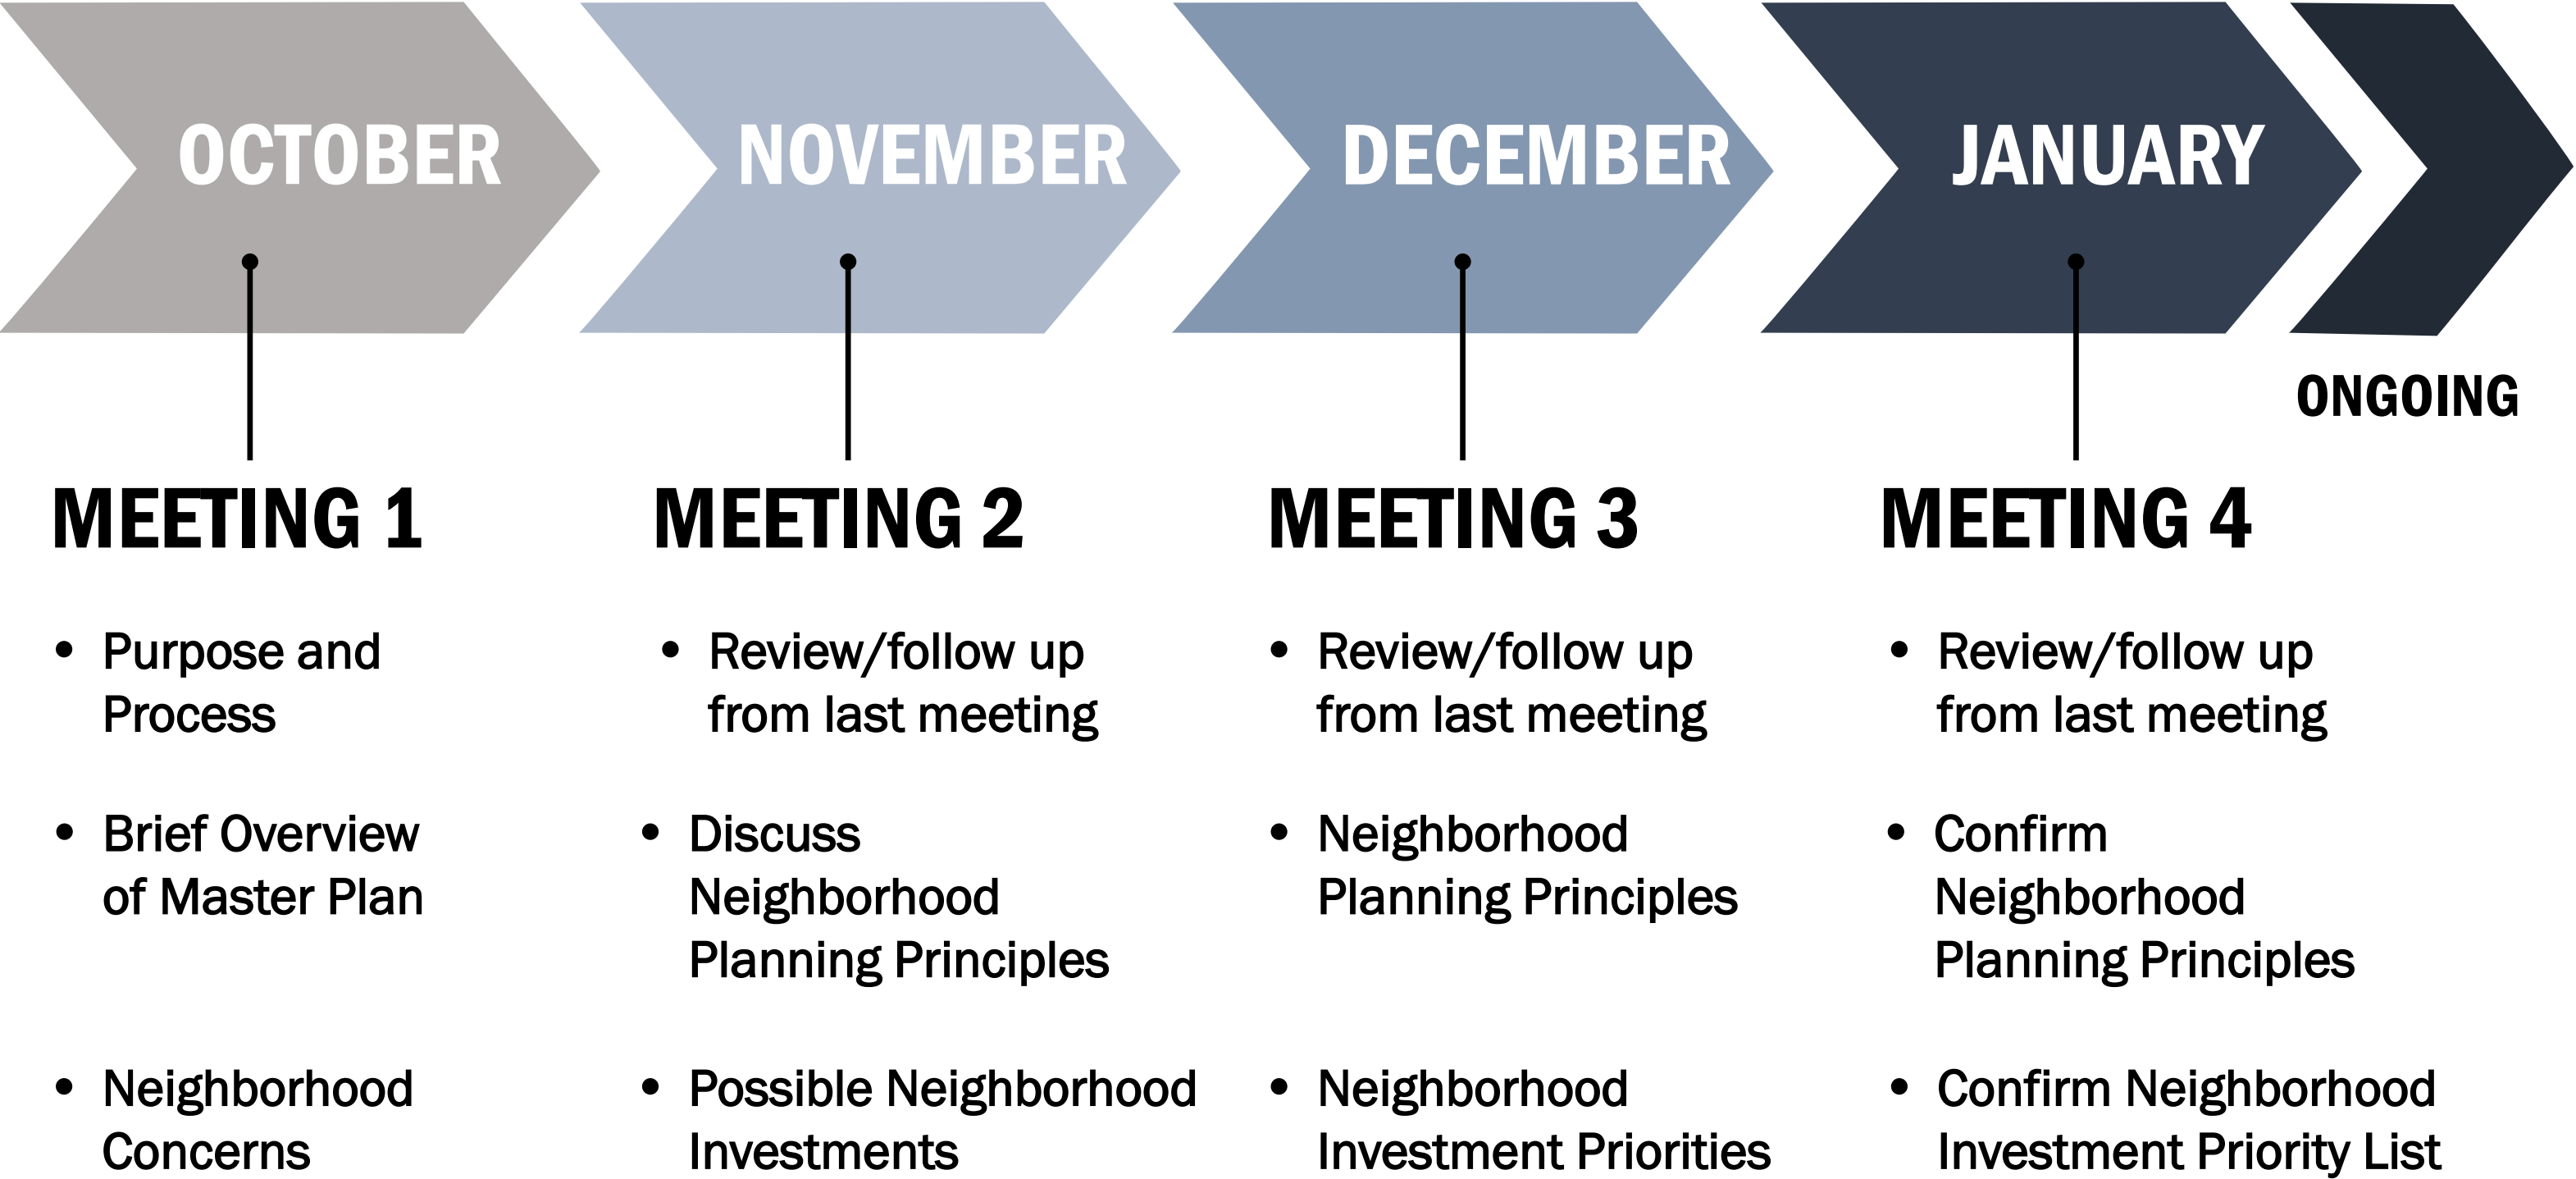 OCTOBER
NOVEMBER
DECEMBER
JANUARY
ONGOING
MEETING 1
• Purpose and
Process
• Brief Overview
of Master Plan
• Neighborhood
Concerns
MEETING 2
• Review/follow up
from last meeting
• Discuss
Neighborhood
Planning Principles
• Possible Neighborhood
Investments
MEETING 3
• Review/follow up
from last meeting
• Neighborhood
Planning Principles
• Neighborhood
Investment Priorities
MEETING 4
• Review/follow up
from last meeting
• Confirm
Neighborhood
Planning Principles
• Confirm Neighborhood
Investment Priority List